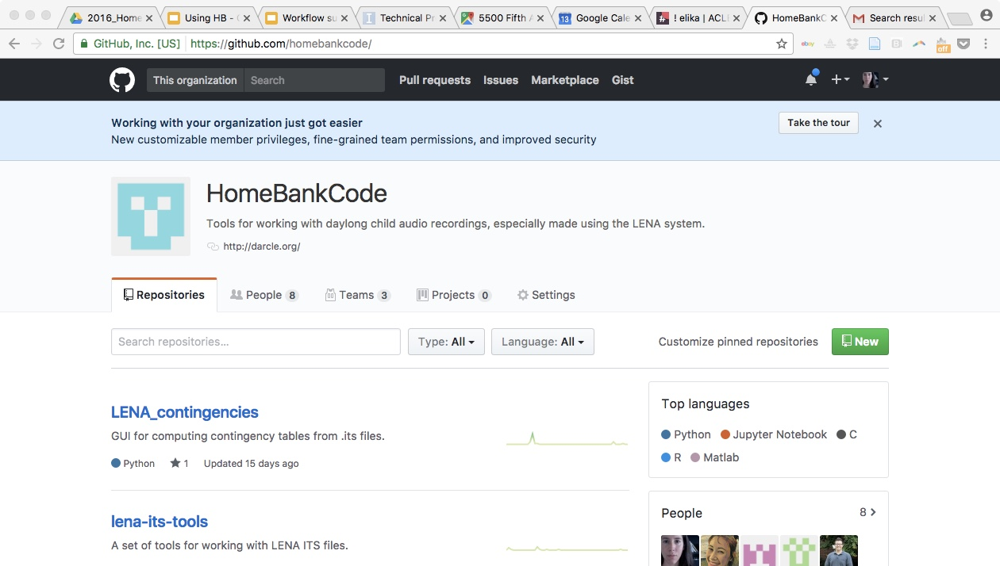 2016_Home
Using HB -
Workflow su
Technical Pr
5500 Fifth A
Google Cale
! elika | ACL
HomeBankC
Search resul
GitHub, Inc. [US]
https://github.com/homebankcode/
ebay
off
This organization
Search
Pull requests
Issues
Marketplace
Gist
Working with your organization just got easier
New customizable member privileges, fine-grained team permissions, and improved security
Take the tour
HomeBankCode
Tools for working with daylong child audio recordings, especially made using the LENA system.
http://darcle.org/
Repositories
People 8
Teams 3
Projects 0
Settings
Search repositories...
Type: All
Language: All
Customize pinned repositories
New
LENA_contingencies
GUI for computing contingency tables from .its files.
Python
1
Updated 15 days ago
lena-its-tools
A set of tools for working with LENA ITS files.
Top languages
Python
Jupyter Notebook
C
R
Matlab
People
8